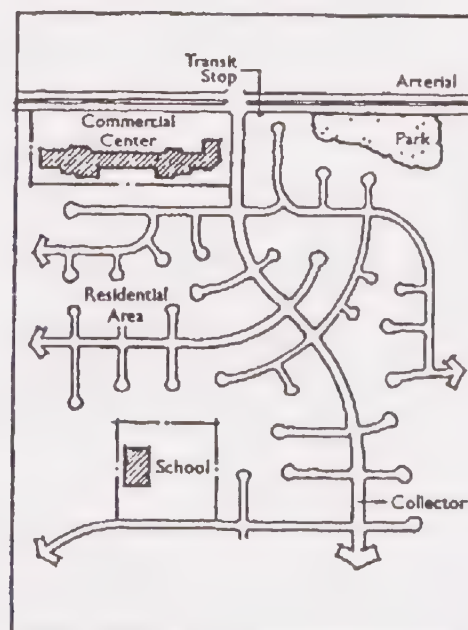 Transit
Stop
Arterial
Commercial
Center
Park
Residential
Area
School
Collector